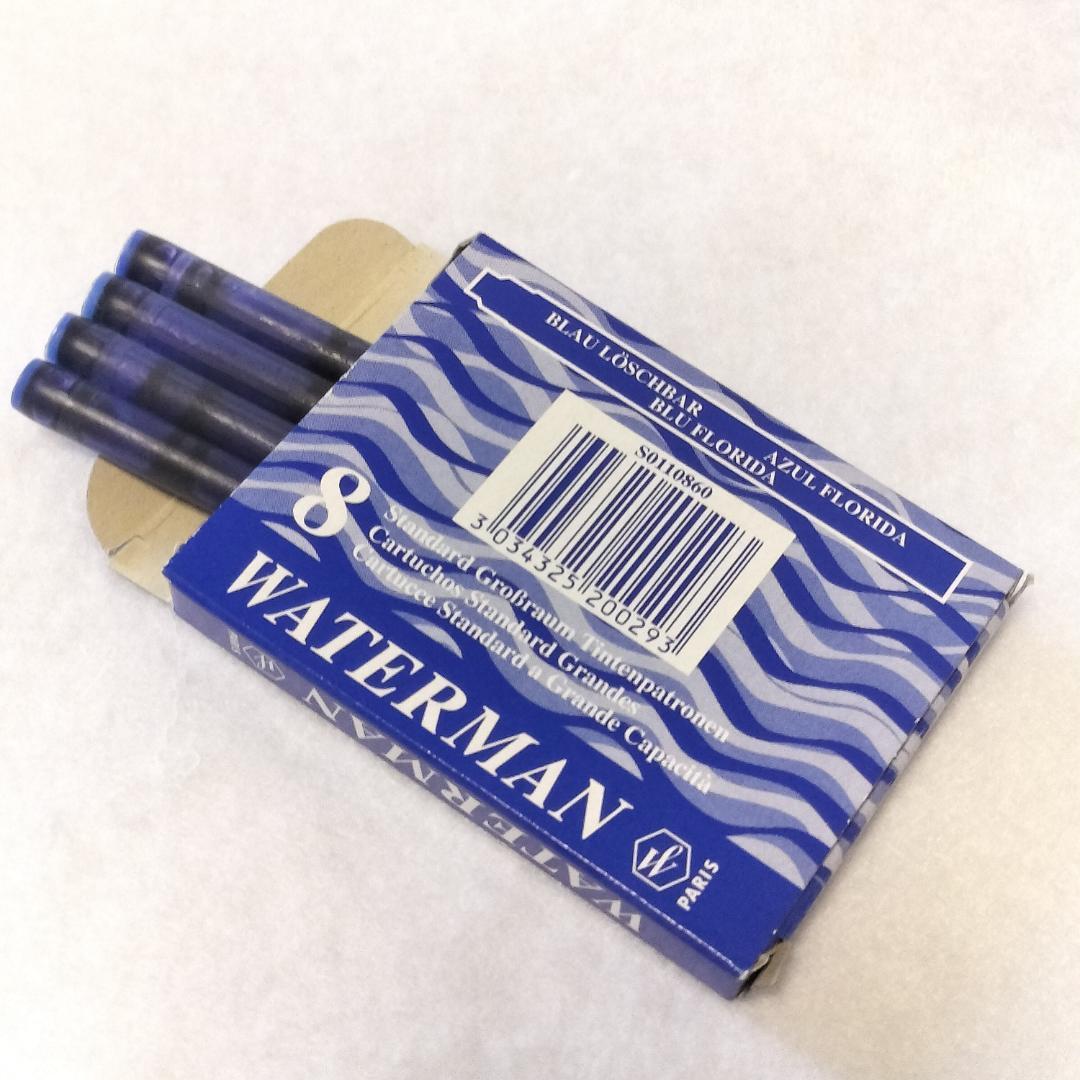 BLAU LÖSCHBAR
BLU FLORIDA
AZUL FLORIDA
S0110860
3 034325 200293
8
Standard Großraum Tintenpatronen
Cartuchos Standard Grandes
Cartucce Standard a Grande Capacità
WATERMAN
PARIS
WATERMAN